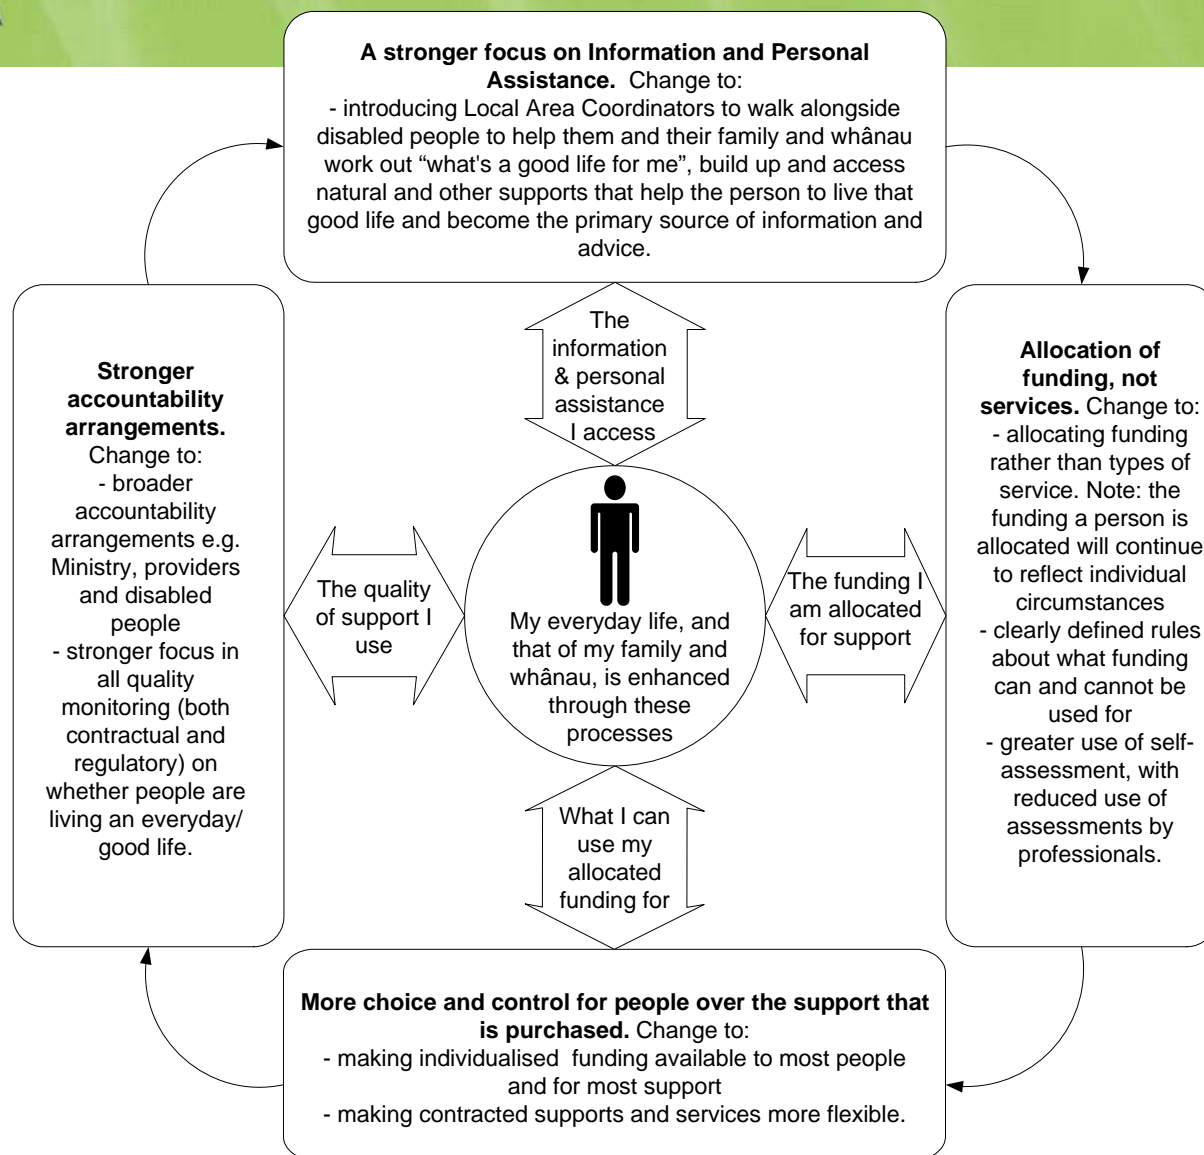 A stronger focus on Information and Personal
Assistance.  Change to:
- introducing Local Area Coordinators to walk alongside
disabled people to help them and their family and whânau
work out “what's a good life for me”, build up and access
natural and other supports that help the person to live that
good life and become the primary source of information and
advice.
The
information
& personal
assistance
I access
Stronger
accountability
arrangements.
Change to:
- broader
accountability
arrangements e.g.
Ministry, providers
and disabled
people
- stronger focus in
all quality
monitoring (both
contractual and
regulatory) on
whether people are
living an everyday/
good life.
The quality
of support I
use
My everyday life, and
that of my family and
whânau, is enhanced
through these
processes
The funding I
am allocated
for support
Allocation of
funding, not
services. Change to:
- allocating funding
rather than types of
service. Note: the
funding a person is
allocated will continue
to reflect individual
circumstances
- clearly defined rules
about what funding
can and cannot be
used for
- greater use of self-
assessment, with
reduced use of
assessments by
professionals.
What I can
use my
allocated
funding for
More choice and control for people over the support that
is purchased. Change to:
- making individualised  funding available to most people
and for most support
- making contracted supports and services more flexible.